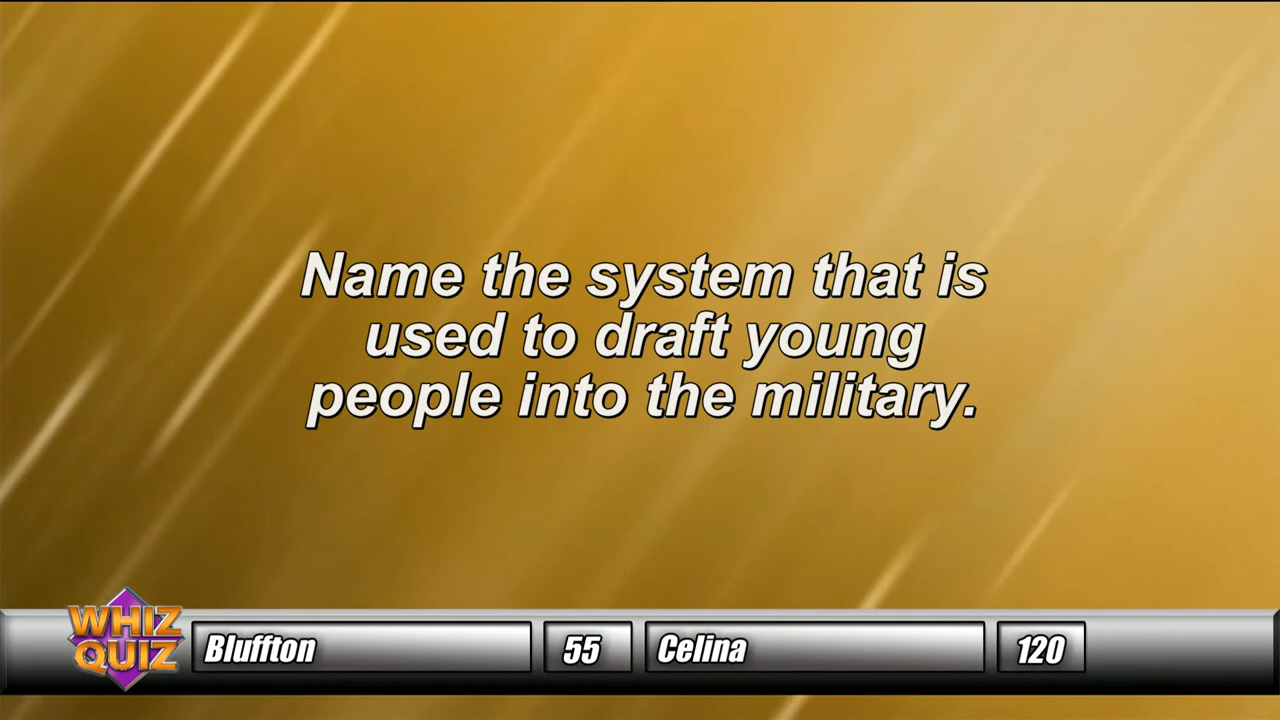 Name the system that is
used to draft young
people into the military.
WHIZ
QUIZ
Bluffton 55 Celina 120